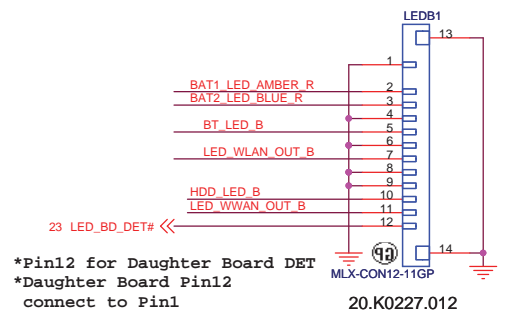 LEDB1
13
1
BAT1_LED_AMBER_R 2
BAT2_LED_BLUE_R 3
4
BT_LED_B 5
6
LED_WLAN_OUT_B 7
8
9
HDD_LED_B 10
LED_WWAN_OUT_B 11
23 LED_BD_DET# 12
14
*Pin12 for Daughter Board DET
*Daughter Board Pin12
connect to Pin1
MLX-CON12-11GP
20.K0227.012